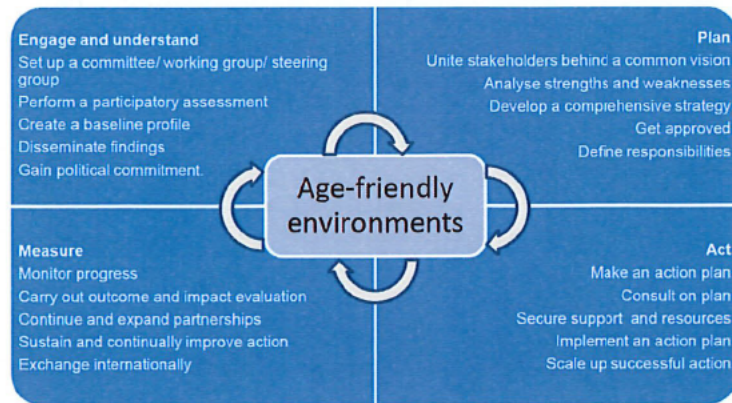 Engage and understand
Set up a committee/ working group/ steering
group
Perform a participatory assessment
Create a baseline profile
Disseminate findings
Gain political commitment.
Plan
Unite stakeholders behind a common vision
Analyse strengths and weaknesses
Develop a comprehensive strategy
Get approved
Define responsibilities
Age-friendly
environments
Measure
Monitor progress
Carry out outcome and impact evaluation
Continue and expand partnerships
Sustain and continually improve action
Exchange internationally
Act
Make an action plan
Consult on plan
Secure support and resources
Implement an action plan
Scale up successful action